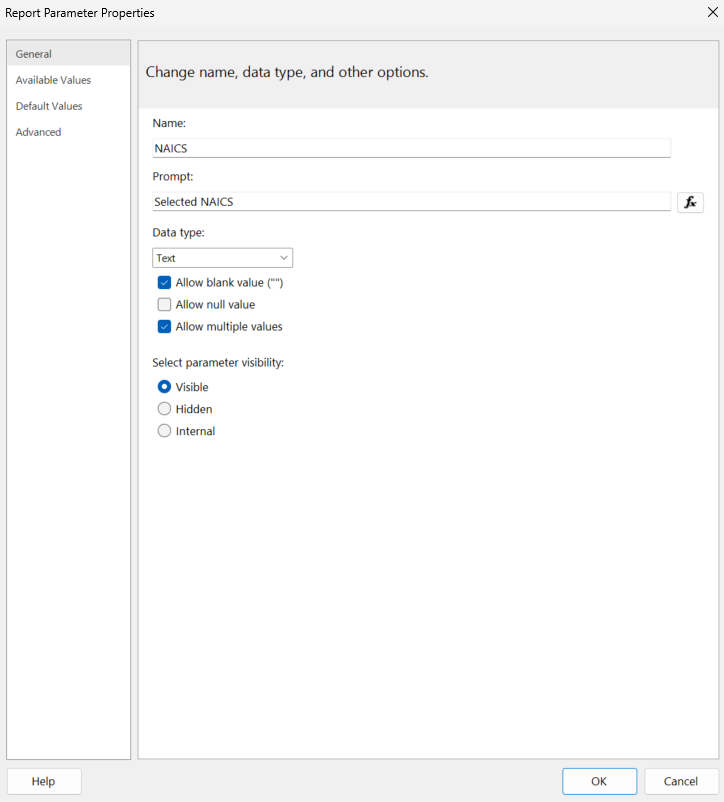 Report Parameter Properties
General
Available Values
Default Values
Advanced
Change name, data type, and other options.
Name:
NAICS
Prompt:
Selected NAICS
fx
Data type:
Text
Allow blank value ("")
Allow null value
Allow multiple values
Select parameter visibility:
Visible
Hidden
Internal
Help
OK
Cancel